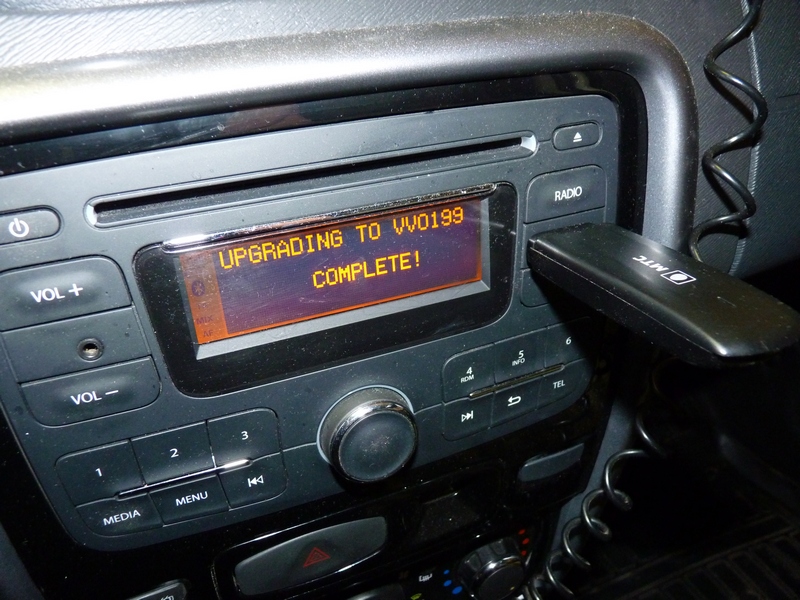 UPGRADING TO VV0199
COMPLETE!
RADIO
VOL +
VOL −
МТС
1
2
3
4
RDM
5
INFO
6
MEDIA
MENU
TEL